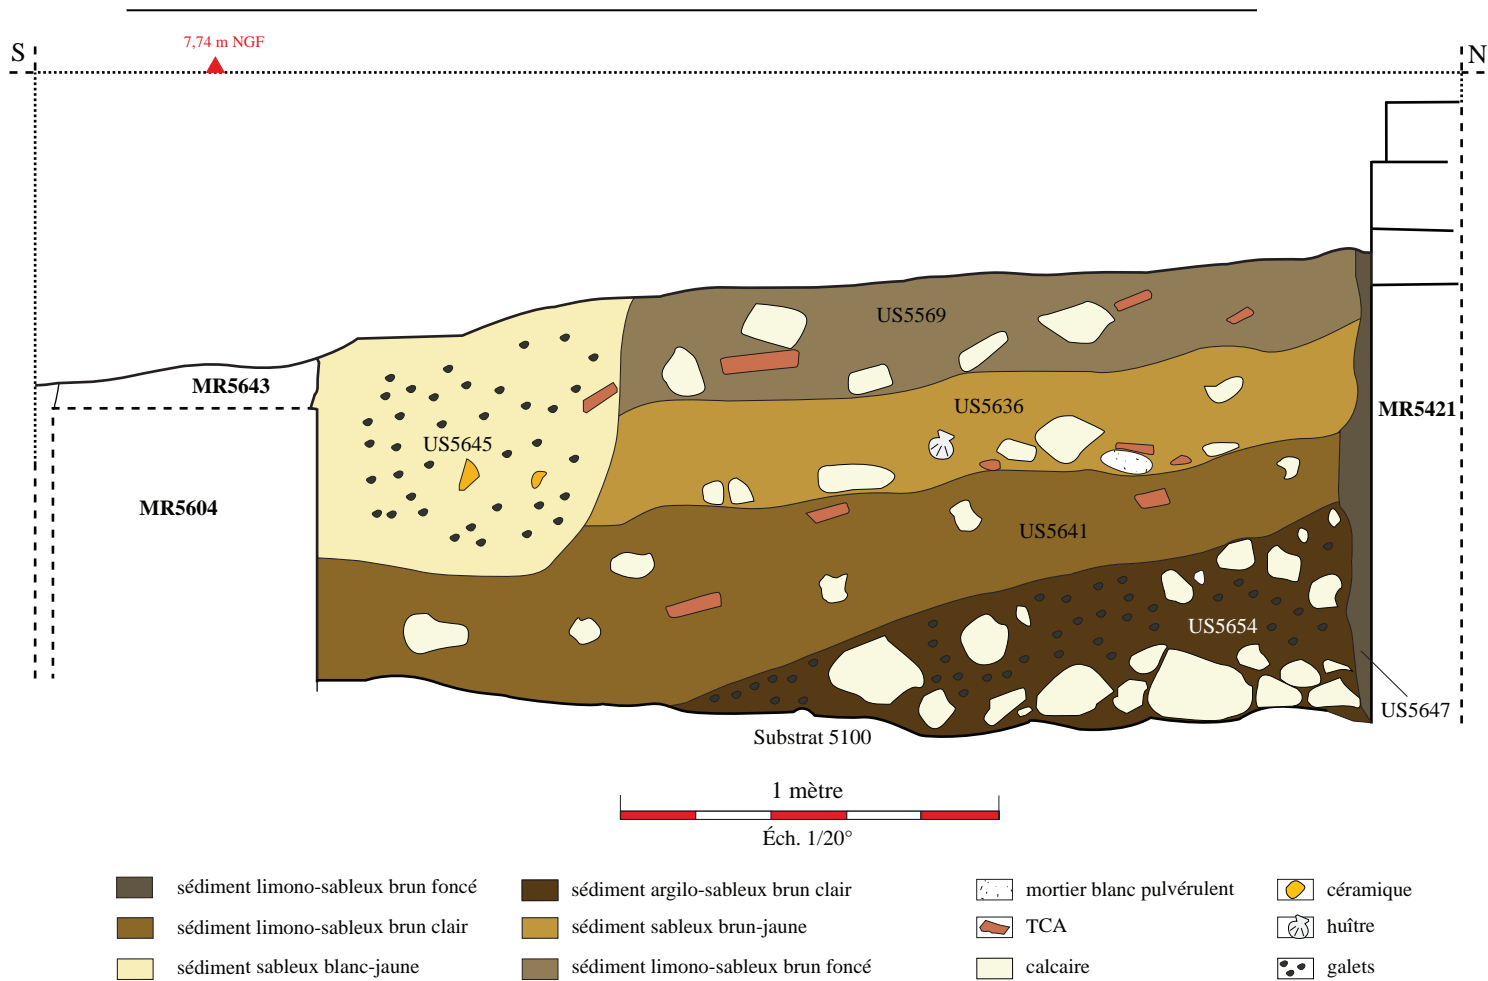 7,74 m NGF
S
N
US5569
MR5643
US5636
MR5421
US5645
MR5604
US5641
US5654
US5647
Substrat 5100
1 mètre
Éch. 1/20°
sédiment limono-sableux brun foncé
sédiment argilo-sableux brun clair
mortier blanc pulvérulent
céramique
sédiment limono-sableux brun clair
sédiment sableux brun-jaune
TCA
huître
sédiment sableux blanc-jaune
sédiment limono-sableux brun foncé
calcaire
galets